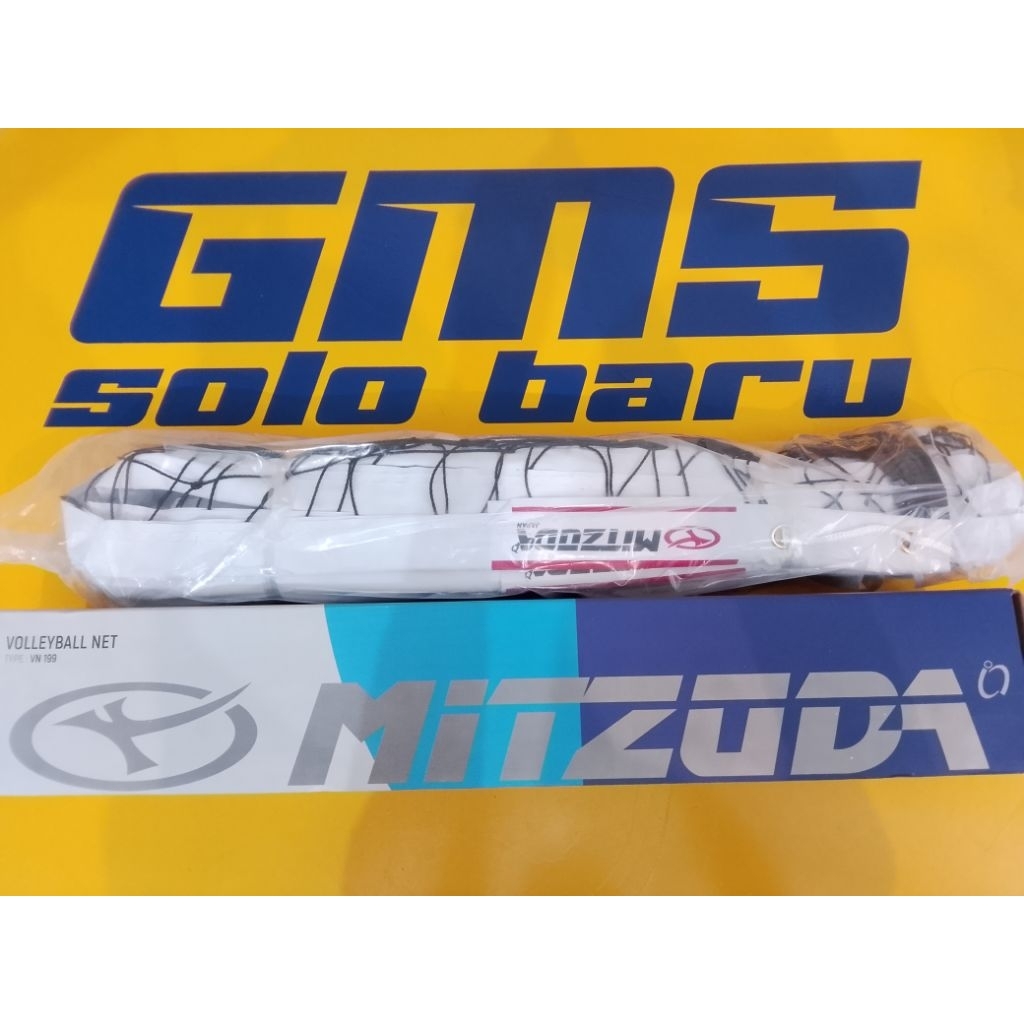 GMS
solo baru
MITZUDA
JAPAN
VOLLEYBALL NET
TYPE : VN 199
MITZUDA